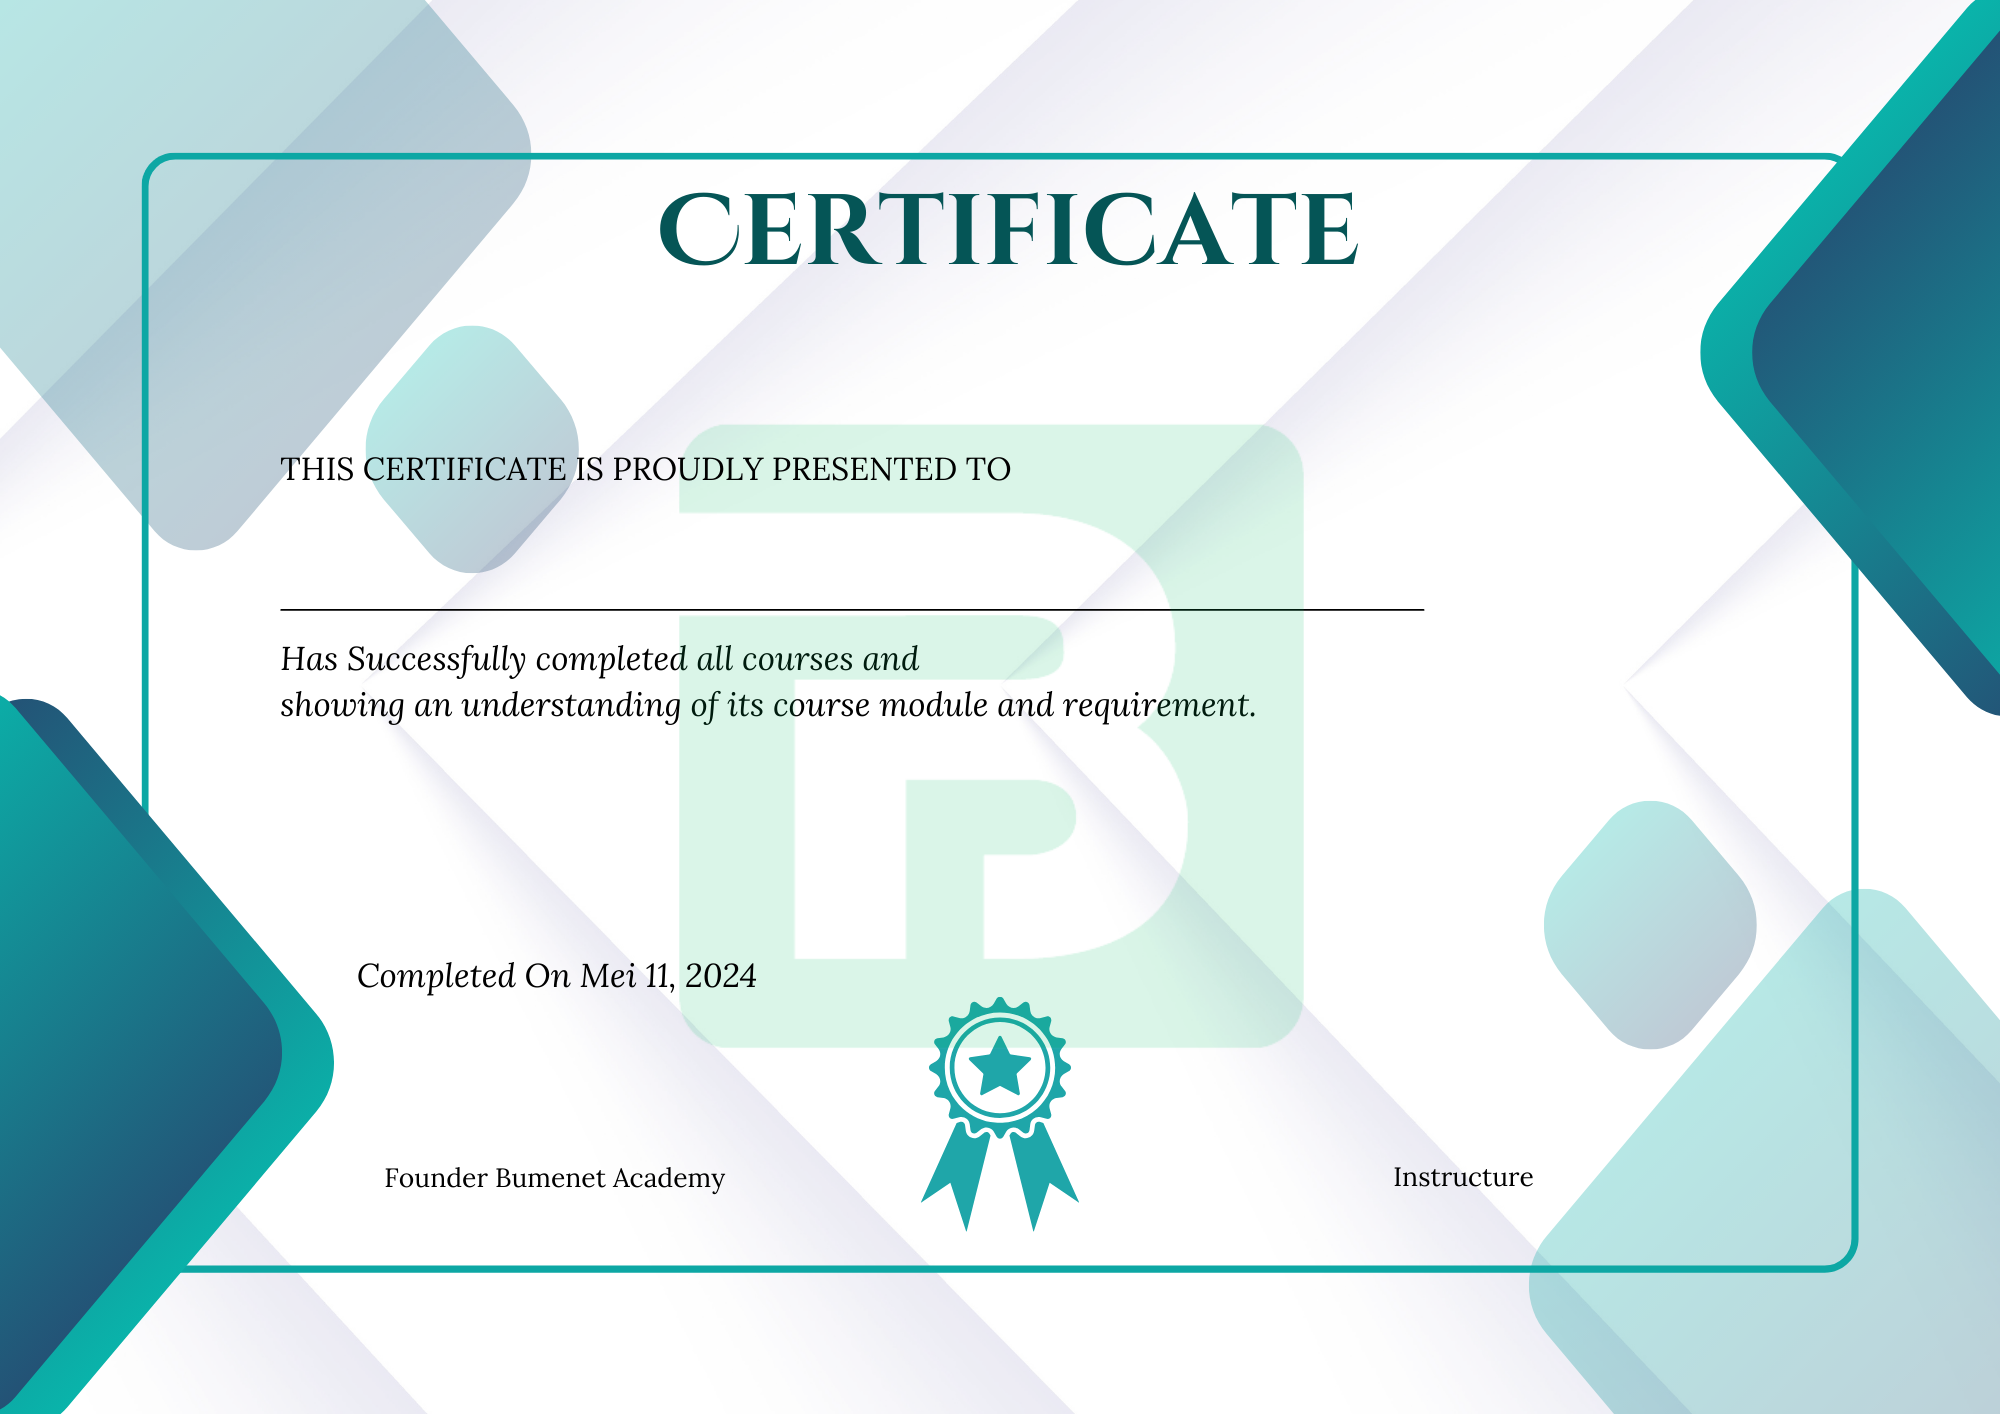 CERTIFICATE
THIS CERTIFICATE IS PROUDLY PRESENTED TO
Has Successfully completed all courses and
showing an understanding of its course module and requirement.
Completed On Mei 11, 2024
Founder Bumenet Academy
Instructure